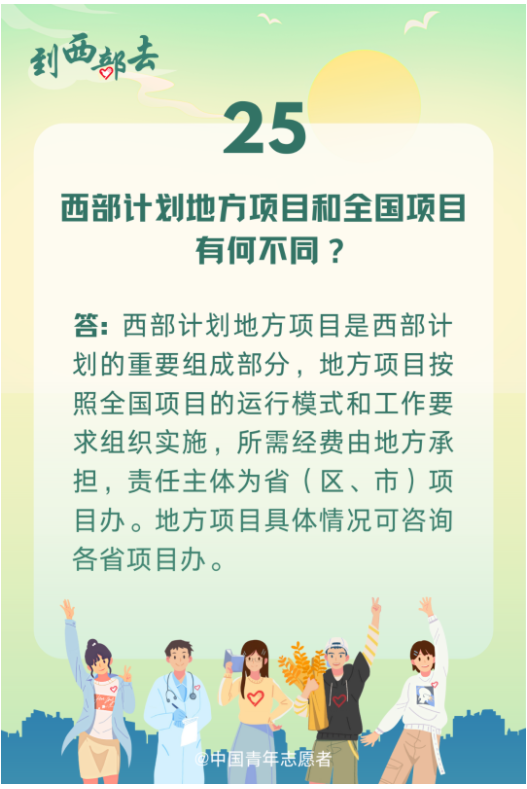 到西部去
25
西部计划地方项目和全国项目
有何不同？
答：西部计划地方项目是西部计
划的重要组成部分，地方项目按
照全国项目的运行模式和工作要
求组织实施，所需经费由地方承
担，责任主体为省（区、市）项
目办。地方项目具体情况可咨询
各省项目办。
@中国青年志愿者